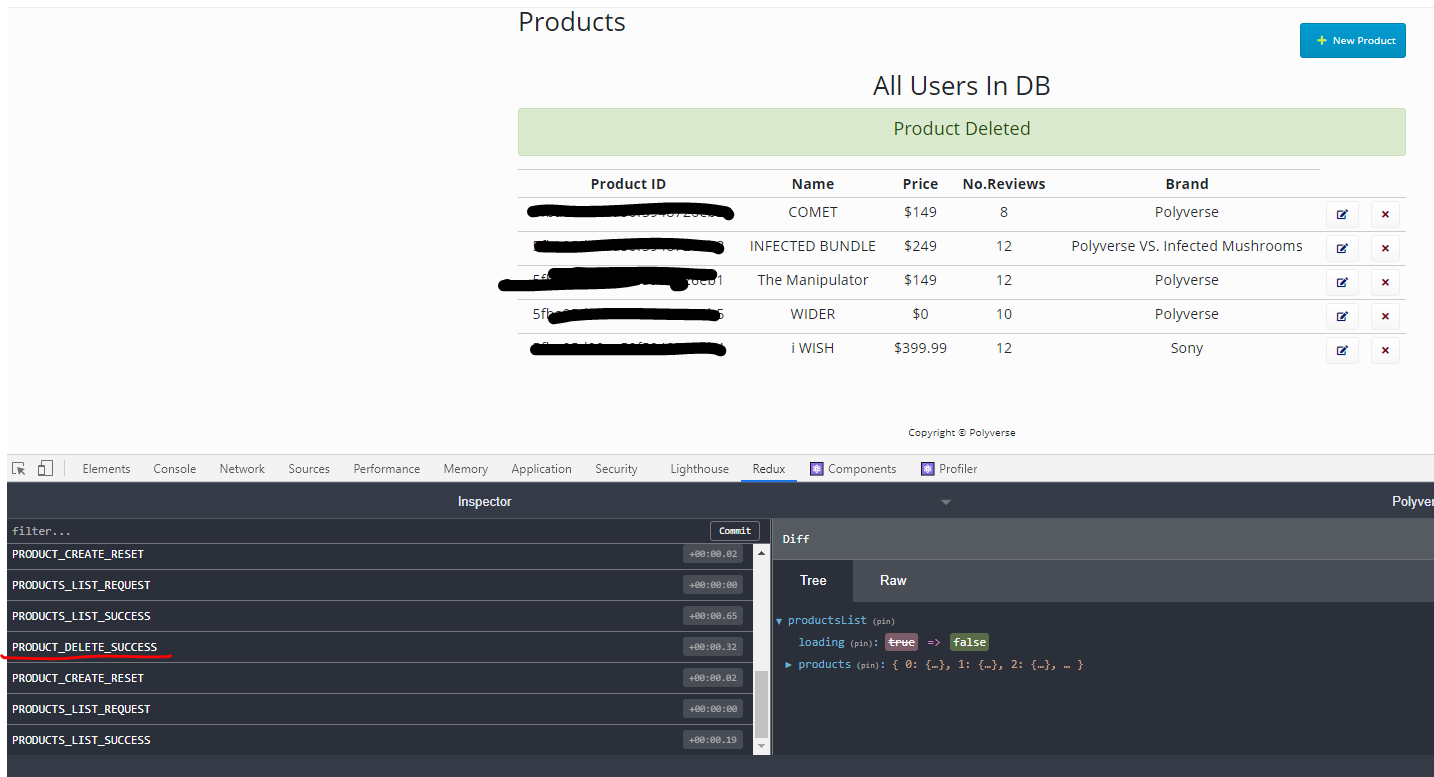 Products
+ New Product
All Users In DB
Product Deleted
Product ID Name Price No.Reviews Brand
COMET $149 8 Polyverse
INFECTED BUNDLE $249 12 Polyverse VS. Infected Mushrooms
The Manipulator $149 12 Polyverse
WIDER $0 10 Polyverse
i WISH $399.99 12 Sony
Copyright © Polyverse
Elements Console Network Sources Performance Memory Application Security Lighthouse Redux Components Profiler
Inspector Polyver
filter... Commit
Diff
PRODUCT_CREATE_RESET +00:00.02
Tree Raw
PRODUCTS_LIST_REQUEST +00:00:00
PRODUCTS_LIST_SUCCESS +00:00.65
productsList (pin)
PRODUCT_DELETE_SUCCESS +00:00.32
loading (pin): true => false
products (pin): { 0: {…}, 1: {…}, 2: {…}, … }
PRODUCT_CREATE_RESET +00:00.02
PRODUCTS_LIST_REQUEST +00:00:00
PRODUCTS_LIST_SUCCESS +00:00.19